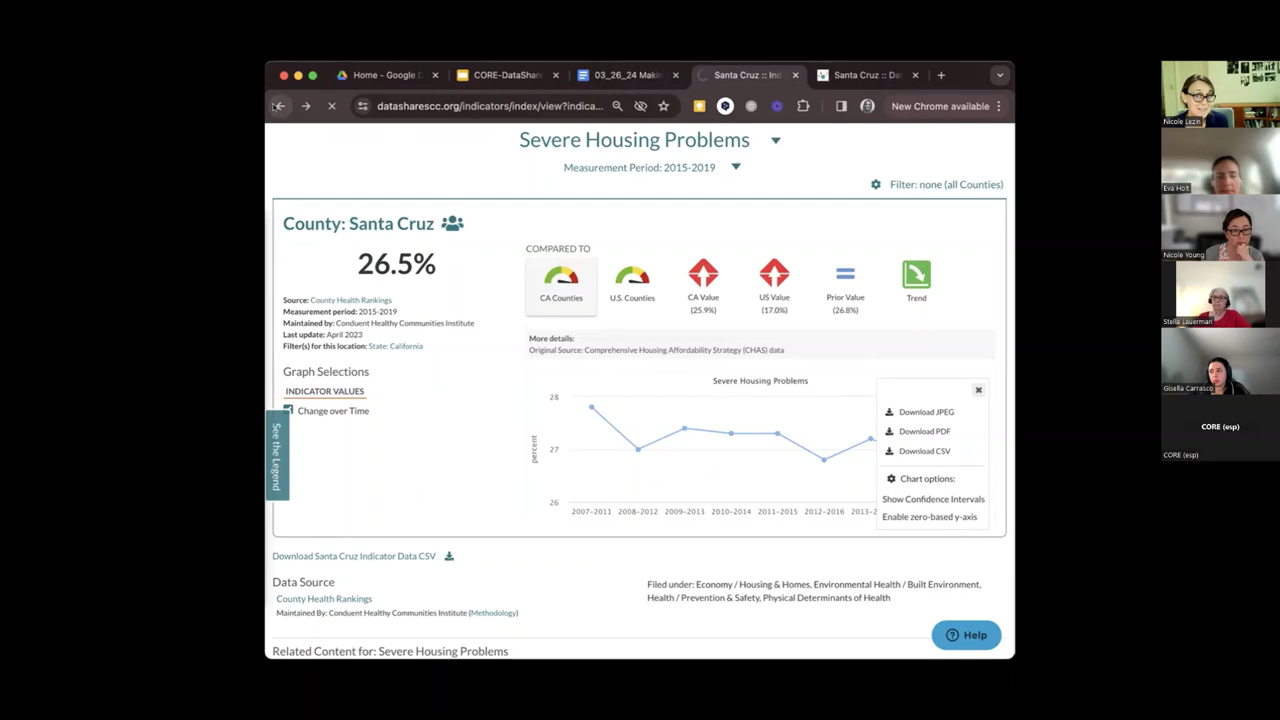 Home - Google D
CORE-DataShar
03_26_24 Makin
Santa Cruz :: Ind
Santa Cruz :: Da
datasharescc.org/indicators/index/view?indica...
New Chrome available
Severe Housing Problems
Measurement Period: 2015-2019
Filter: none (all Counties)
County: Santa Cruz
26.5%
Source: County Health Rankings
Measurement period: 2015-2019
Maintained by: Conduent Healthy Communities Institute
Last update: April 2023
Filter(s) for this location: State: California
Graph Selections
INDICATOR VALUES
Change over Time
COMPARED TO
CA Counties
U.S. Counties
CA Value
(25.9%)
US Value
(17.0%)
Prior Value
(26.8%)
Trend
More details:
Original Source: Comprehensive Housing Affordability Strategy (CHAS) data
Severe Housing Problems
28
27
26
percent
2007-2011 2008-2012 2009-2013 2010-2014 2011-2015 2012-2016 2013-2
Download JPEG
Download PDF
Download CSV
Chart options:
Show Confidence Intervals
Enable zero-based y-axis
See the Legend
Download Santa Cruz Indicator Data CSV
Data Source
County Health Rankings
Maintained By: Conduent Healthy Communities Institute (Methodology)
Filed under: Economy / Housing & Homes, Environmental Health / Built Environment,
Health / Prevention & Safety, Physical Determinants of Health
Help
Related Content for: Severe Housing Problems
Nicole Lezin
Eva Holt
Nicole Young
Stella Lauerman
Gisella Carrasco
CORE (esp)
CORE (esp)